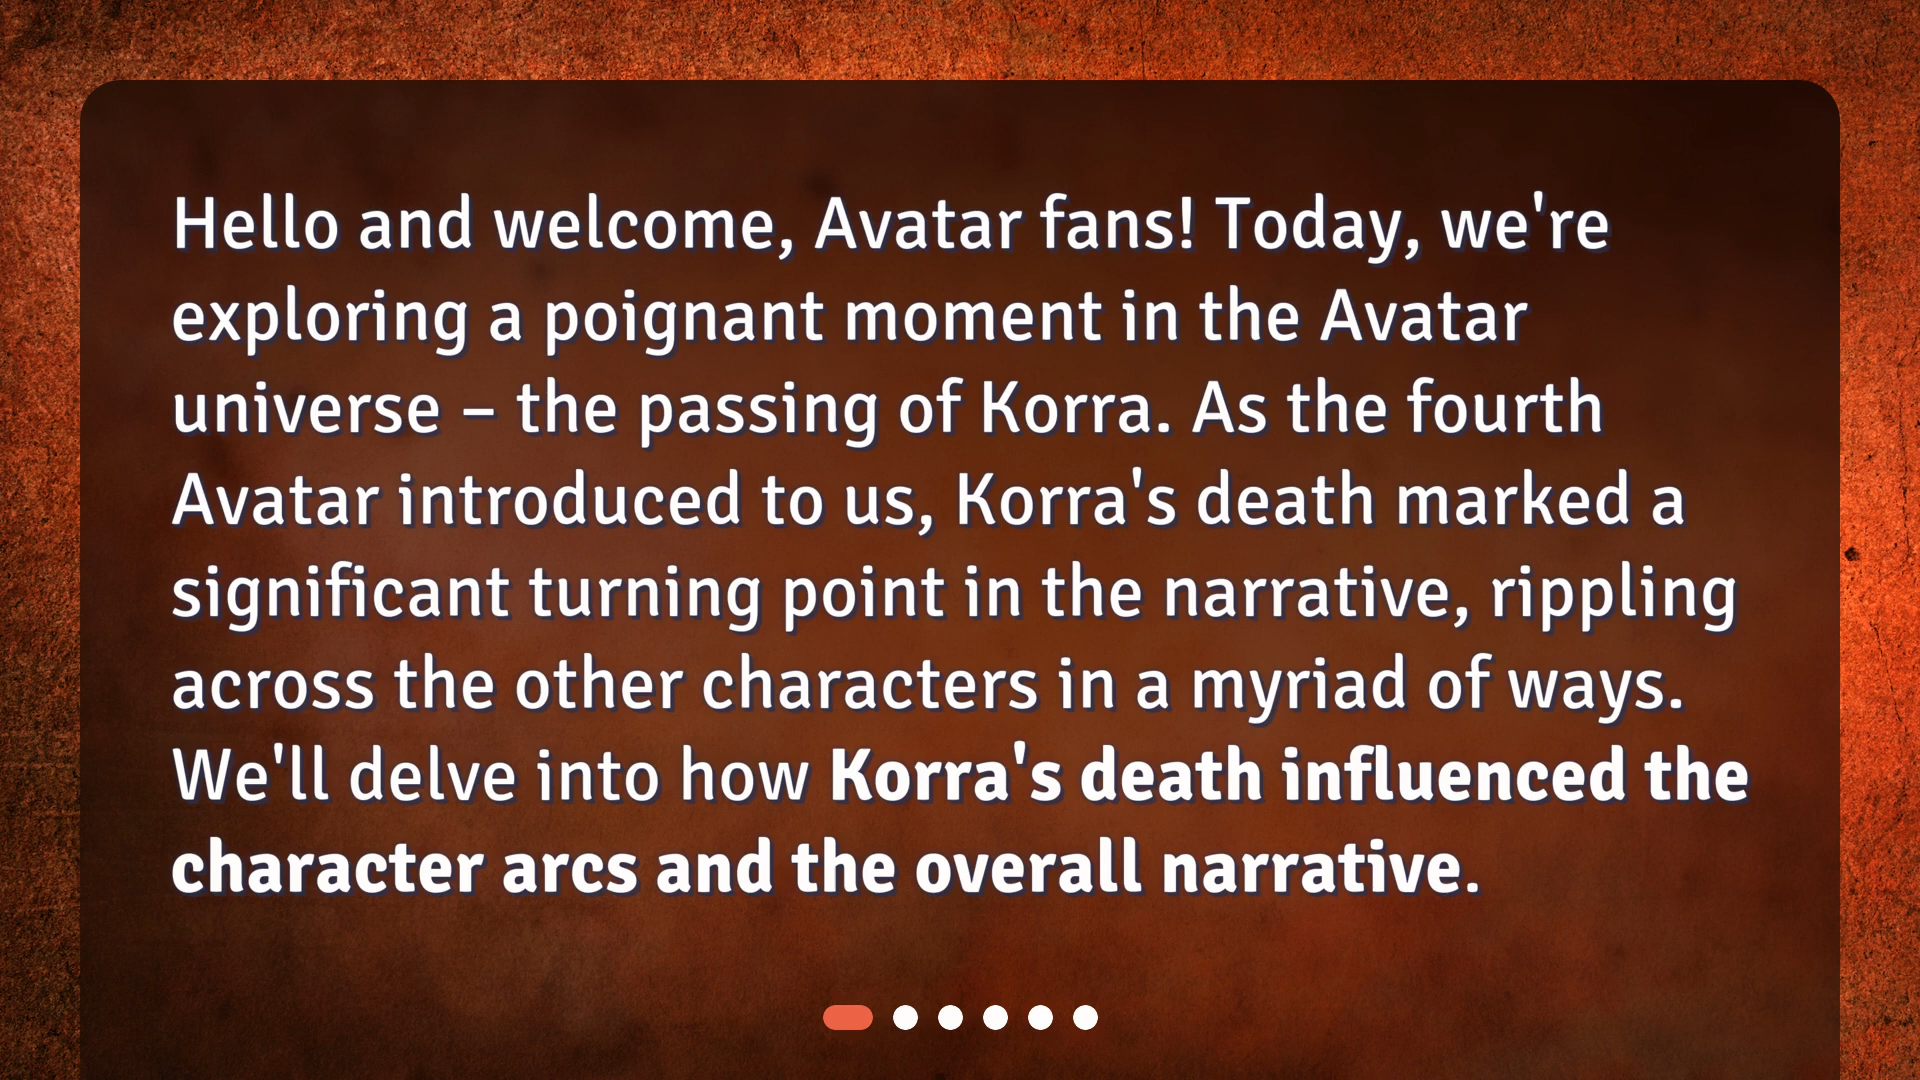 Hello and welcome, Avatar fans! Today, we're
exploring a poignant moment in the Avatar
universe – the passing of Korra. As the fourth
Avatar introduced to us, Korra's death marked a
significant turning point in the narrative, rippling
across the other characters in a myriad of ways.
We'll delve into how Korra's death influenced the
character arcs and the overall narrative.